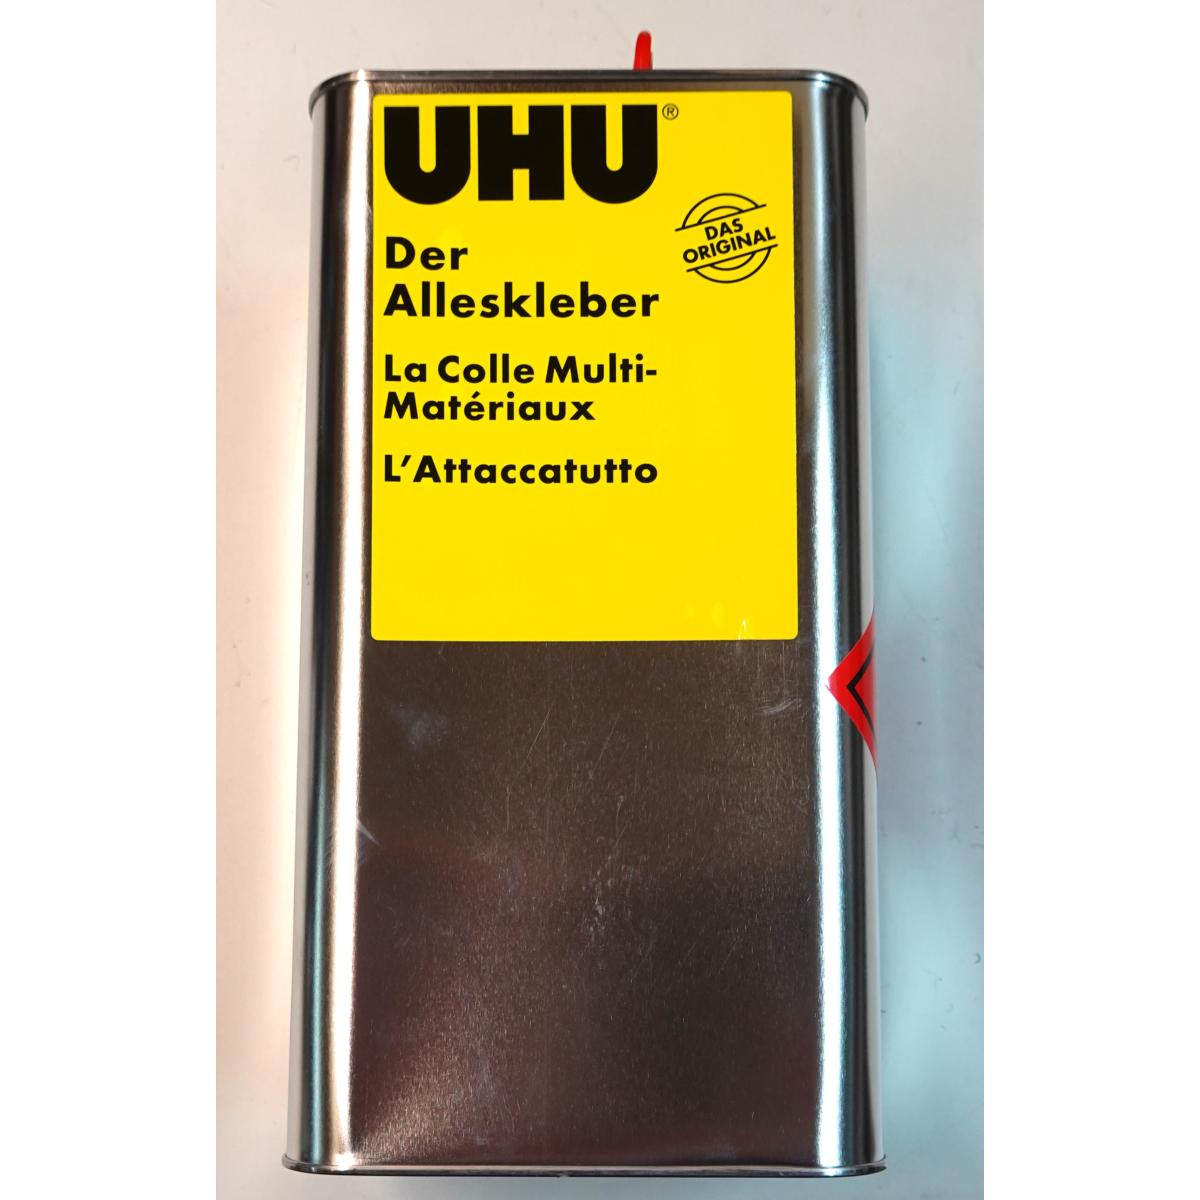 UHU®
DAS
ORIGINAL
Der
Alleskleber
La Colle Multi-
Matériaux
L'Attaccatutto